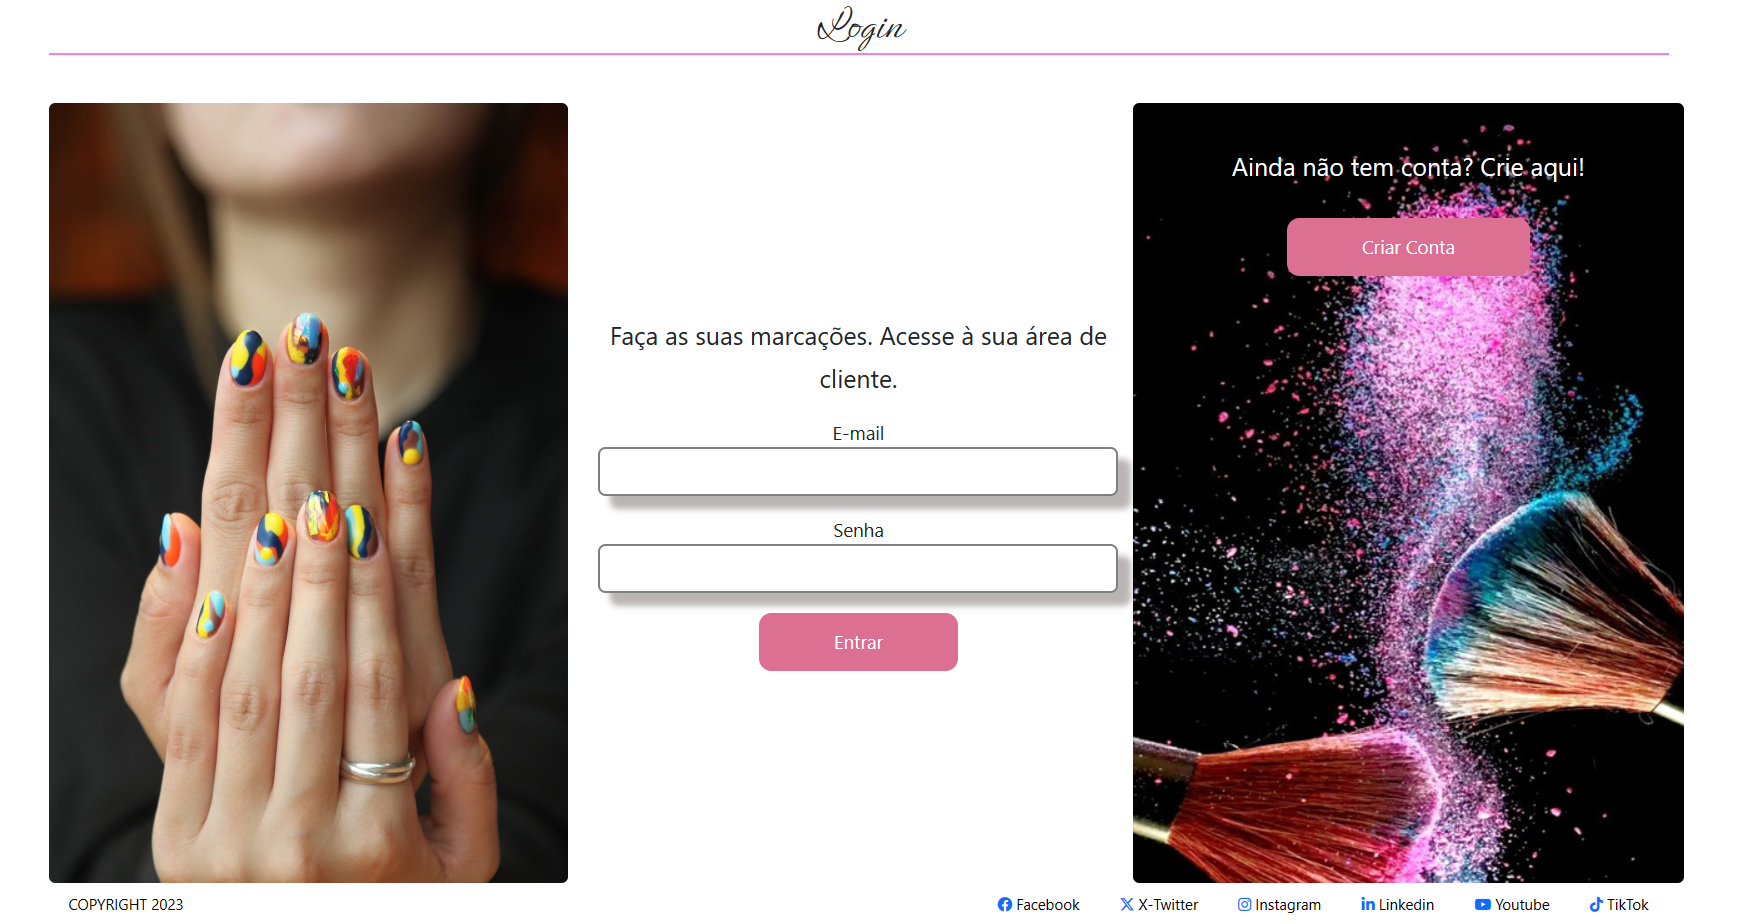 Login
Ainda não tem conta? Crie aqui!
Criar Conta
Faça as suas marcações. Acesse à sua área de
cliente.
E-mail
Senha
Entrar
COPYRIGHT 2023
Facebook X-Twitter Instagram Linkedin Youtube TikTok